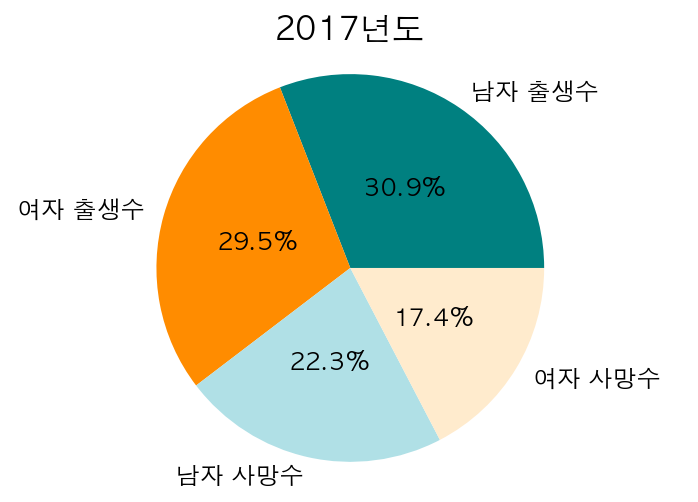 2017년도
남자 출생수
30.9%
여자 출생수
29.5%
17.4%
22.3%
여자 사망수
남자 사망수